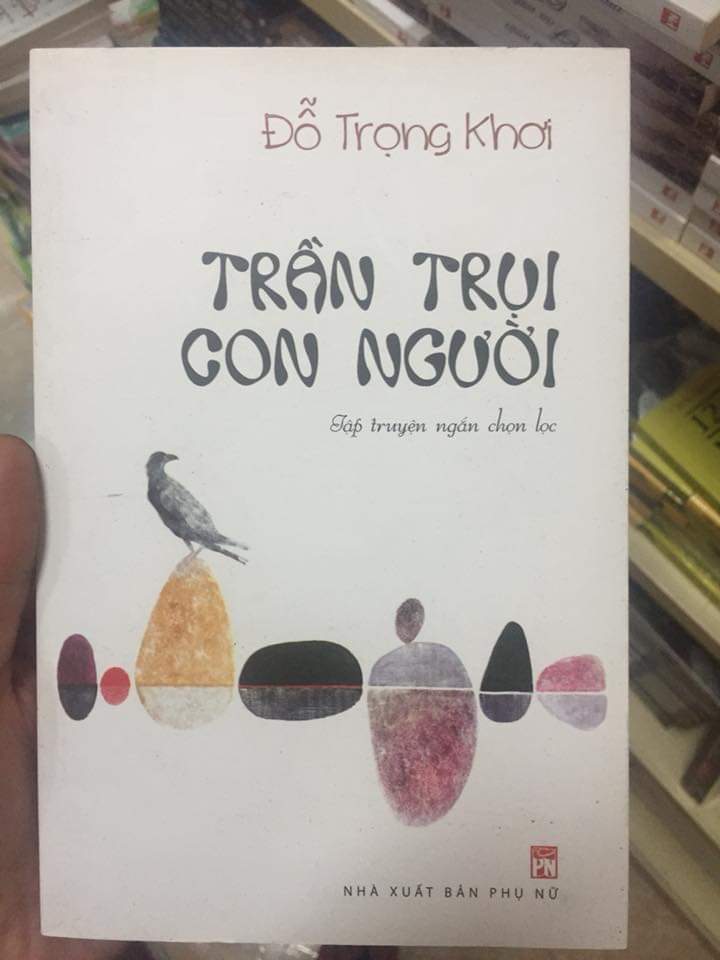 Đỗ Trọng Khơi
TRẦN TRỤI
CON NGƯỜI
Tập truyện ngắn chọn lọc
PN
NHÀ XUẤT BẢN PHỤ NỮ